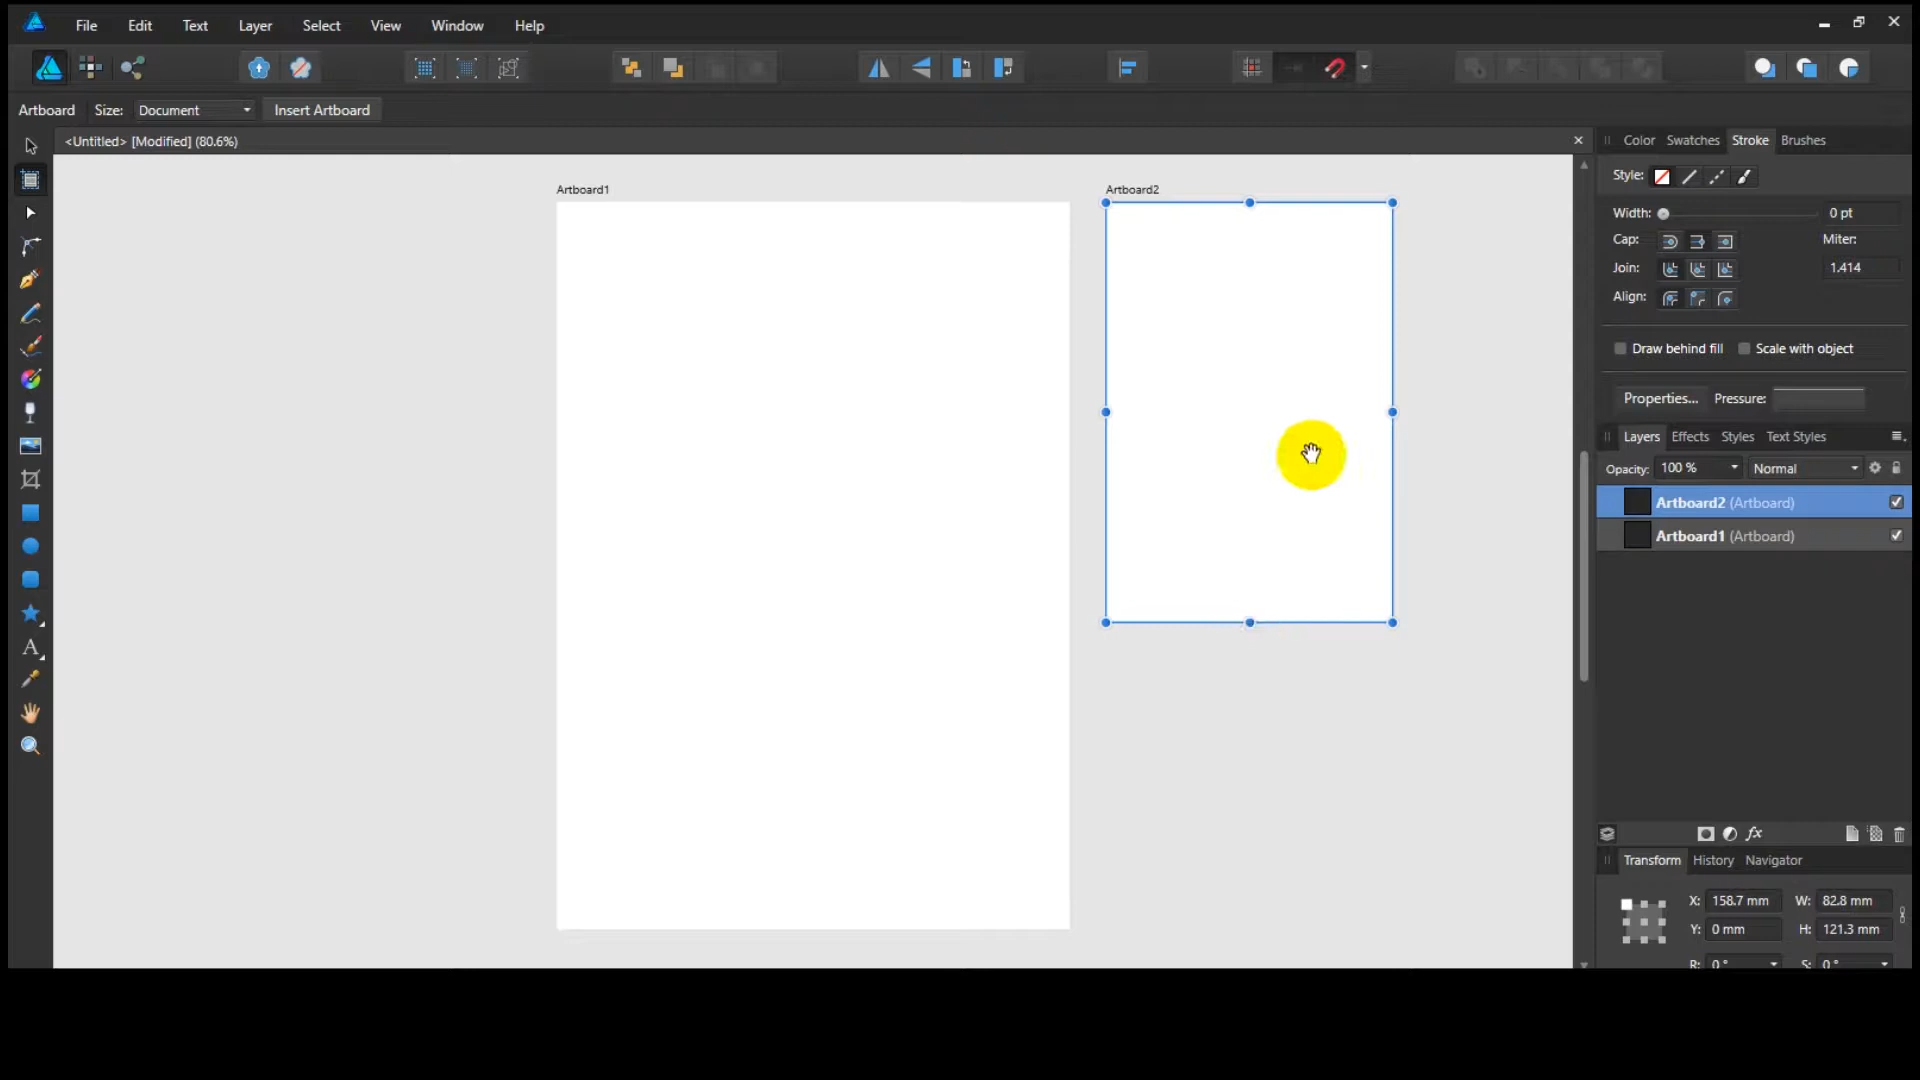 File Edit Text Layer Select View Window Help
Artboard Size: Document Insert Artboard
<Untitled> [Modified] (80.6%)
Color Swatches Stroke Brushes
Style:
Width: 0 pt
Cap: Miter:
Join: 1.414
Align:
Draw behind fill Scale with object
Properties... Pressure:
Layers Effects Styles Text Styles
Opacity: 100 % Normal
Artboard2 (Artboard)
Artboard1 (Artboard)
Transform History Navigator
X: 158.7 mm W: 82.8 mm
Y: 0 mm H: 121.3 mm
R: 0 ° S: 0 °
Artboard1
Artboard2
A
fx